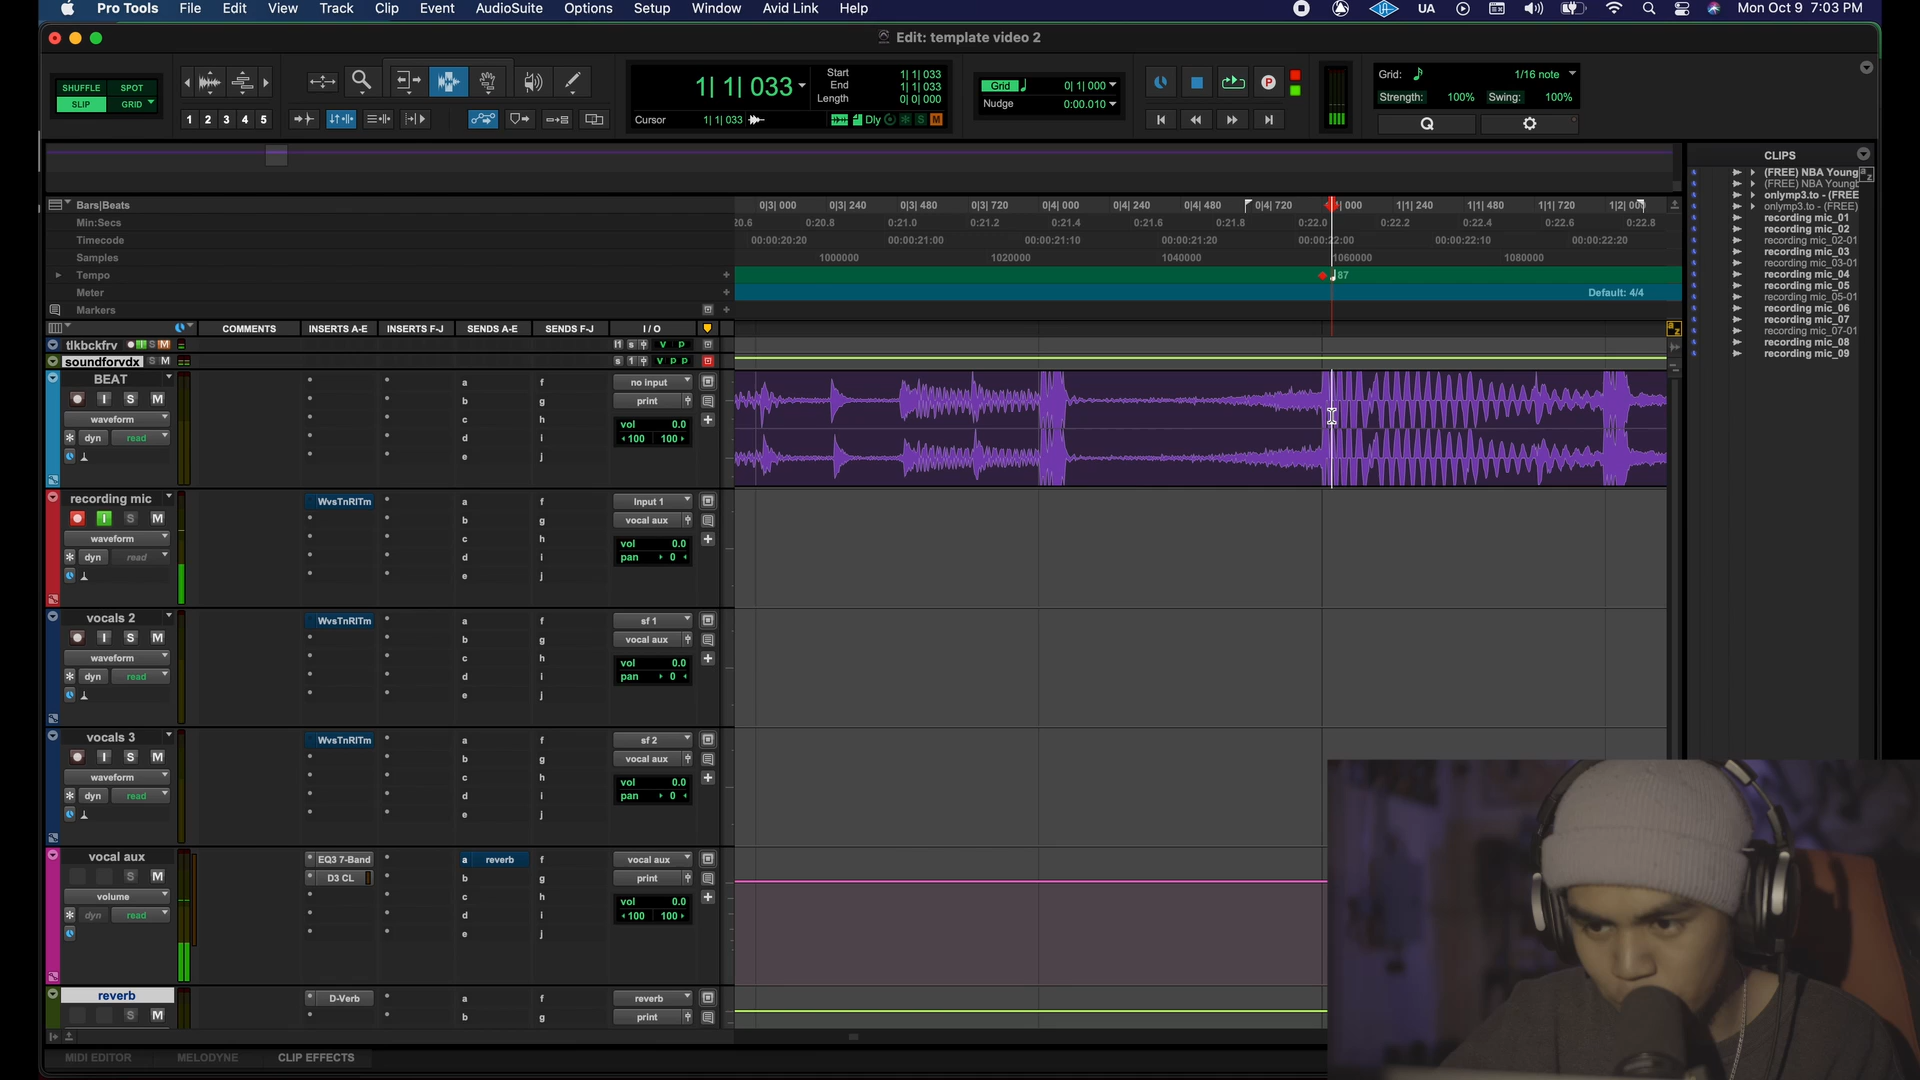 Pro Tools File Edit View Track Clip Event AudioSuite Options Setup Window Avid Link Help UA Mon Oct 9 7:03 PM
Edit: template video 2
SHUFFLE SPOT
SLIP GRID
1 2 3 4 5
1| 1| 033
Start 1| 1| 033
End 1| 1| 033
Length 0| 0| 000
Cursor 1| 1| 033 Dly S M
Grid 0| 1| 000
Nudge 0:00.010
P
Grid: 1/16 note
Strength: 100% Swing: 100%
Q
CLIPS
(FREE) NBA Young
(FREE) NBA Youngt
onlymp3.to - (FREE
onlymp3.to - (FREE)
recording mic_01
recording mic_02
recording mic_02-01
recording mic_03
recording mic_03-01
recording mic_04
recording mic_05
recording mic_05-01
recording mic_06
recording mic_07
recording mic_07-01
recording mic_08
recording mic_09
Bars|Beats 0|3| 000 0|3| 240 0|3| 480 0|3| 720 0|4| 000 0|4| 240 0|4| 480 0|4| 720 000 1|1| 240 1|1| 480 1|1| 720 1|2| 000
Min:Secs 20.6 0:20.8 0:21.0 0:21.2 0:21.4 0:21.6 0:21.8 0:22.0 0:22.2 0:22.4 0:22.6 0:22.8
Timecode 00:00:20:20 00:00:21:00 00:00:21:10 00:00:21:20 00:00:22:00 00:00:22:10 00:00:22:20
Samples 1000000 1020000 1040000 1060000 1080000
Tempo 87
Meter Default: 4/4
Markers
COMMENTS INSERTS A-E INSERTS F-J SENDS A-E SENDS F-J I / O
tlkbckfrv I S M s V P
soundforvdx S M s 1 V P P
BEAT a f no input
I S M b g print
waveform c h vol 0.0
dyn read d i 100 100
e j
recording mic WvsTnRlTm a f Input 1
I S M b g vocal aux
waveform c h vol 0.0
dyn read d i pan 0
e j
vocals 2 WvsTnRlTm a f sf 1
I S M b g vocal aux
waveform c h vol 0.0
dyn read d i pan 0
e j
vocals 3 WvsTnRlTm a f sf 2
I S M b g vocal aux
waveform c h vol 0.0
dyn read d i pan 0
e j
vocal aux EQ3 7-Band a reverb f vocal aux
S M D3 CL b g print
volume c h vol 0.0
dyn read d i 100 100
e j
reverb D-Verb a f reverb
S M b g print
MIDI EDITOR MELODYNE CLIP EFFECTS